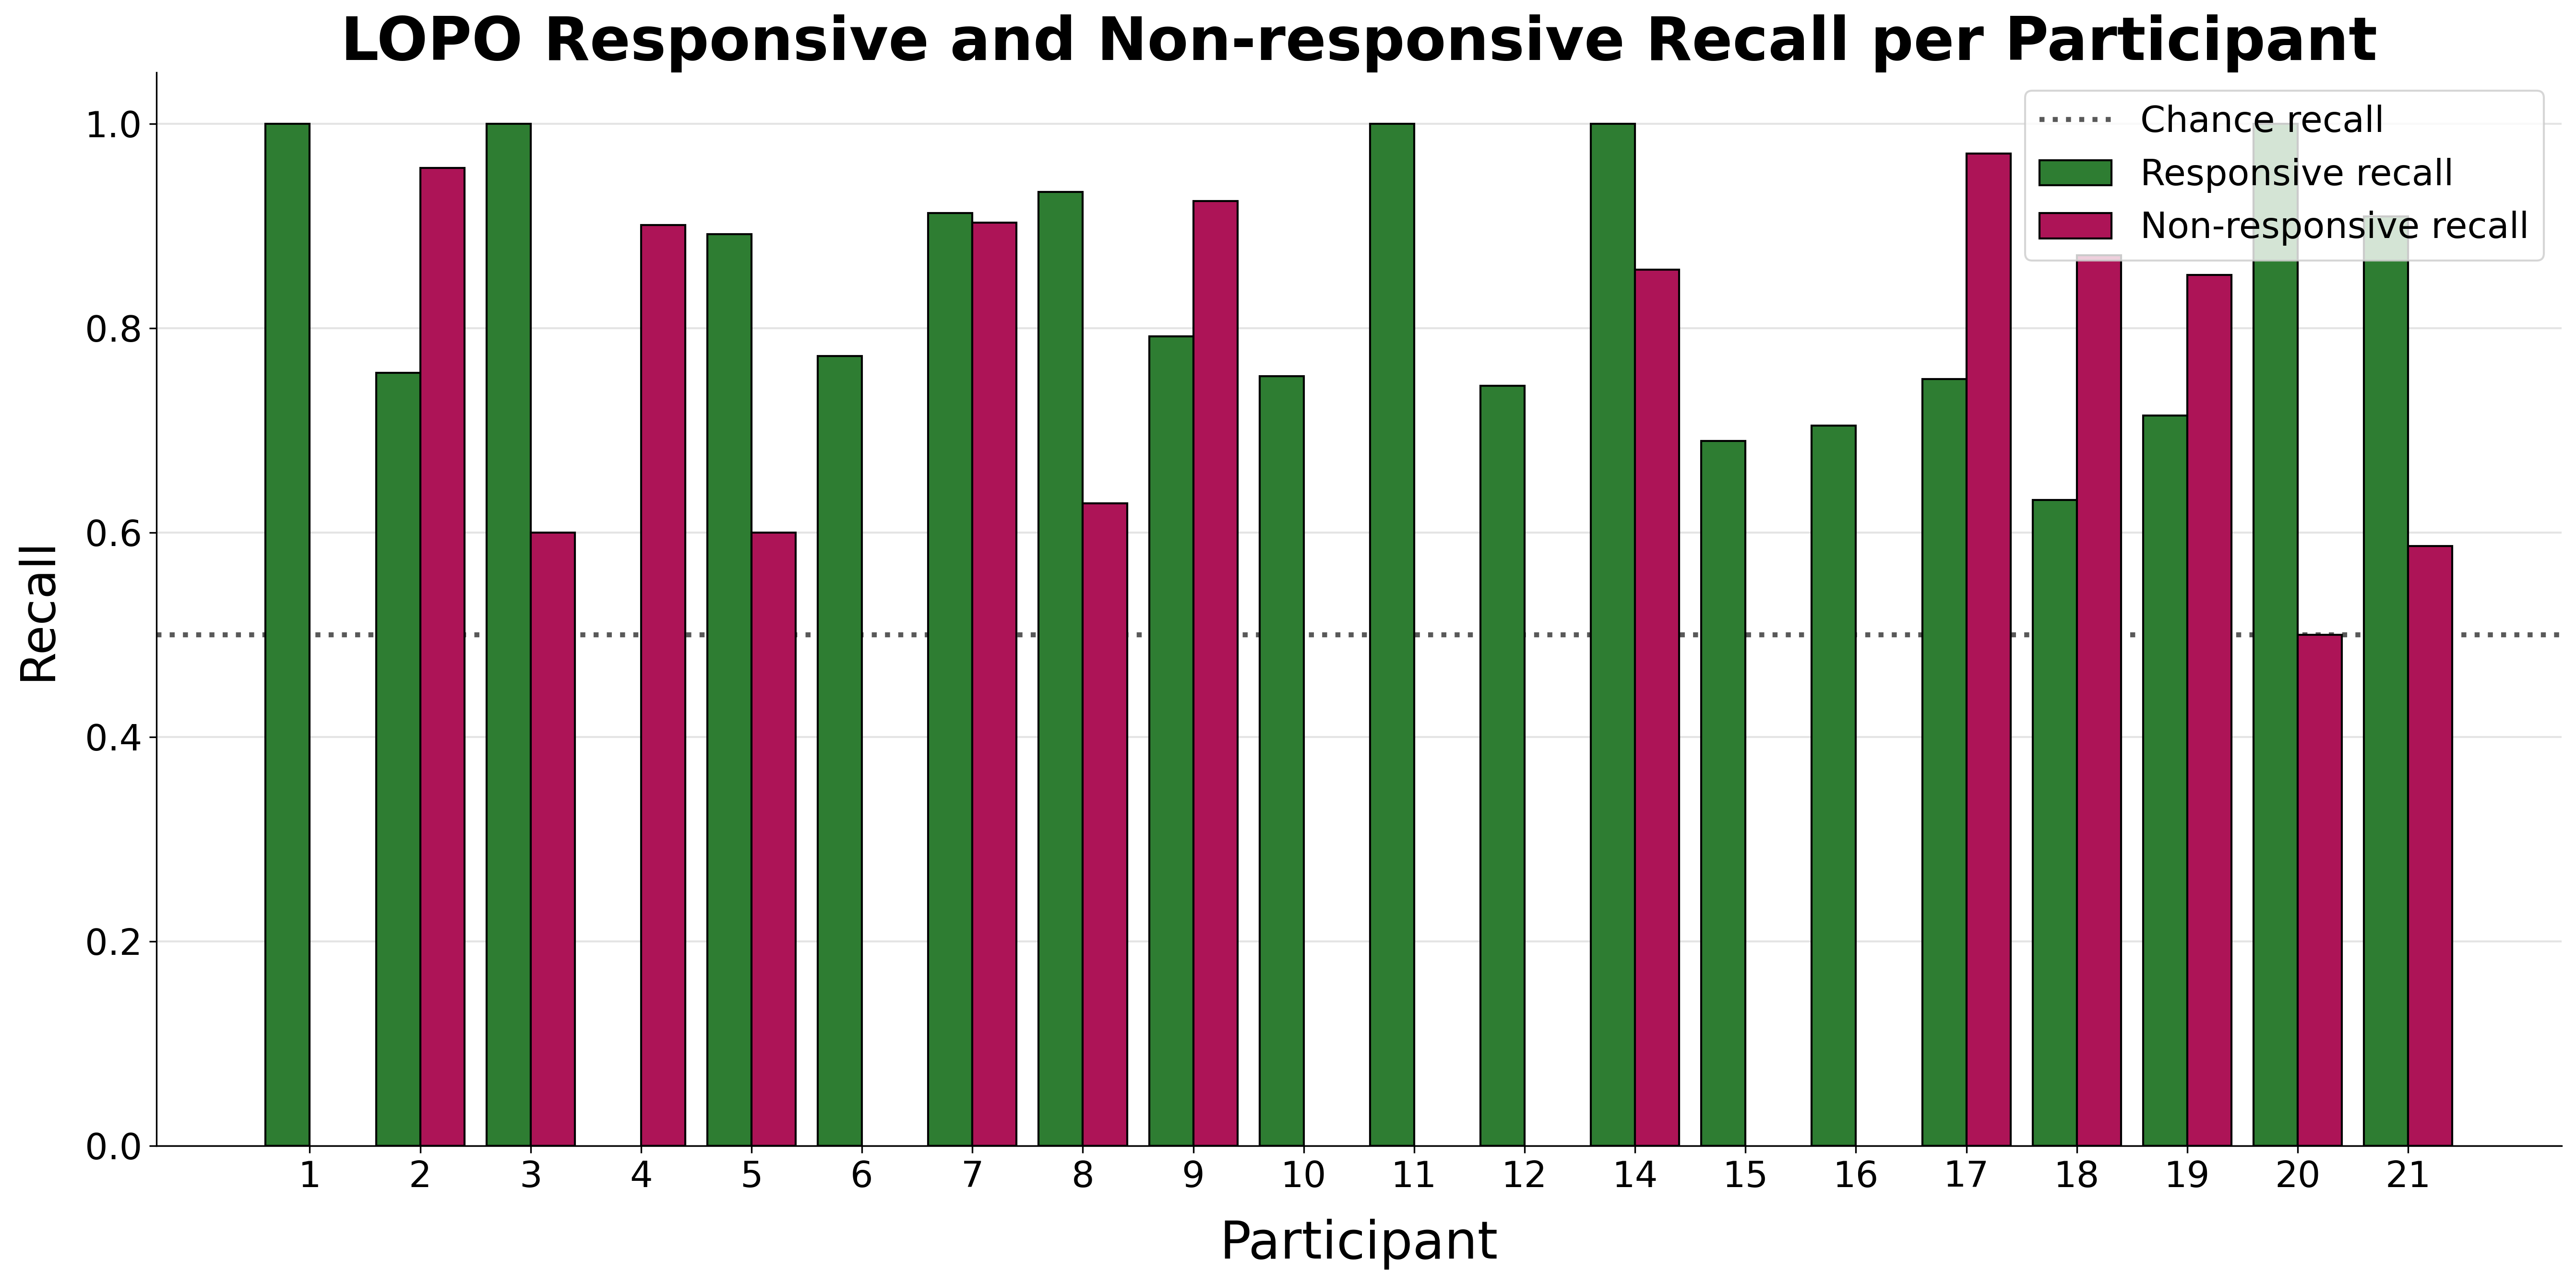 LOPO Responsive and Non-responsive Recall per Participant
Chance recall
Responsive recall
Non-responsive recall
1.0
0.8
0.6
0.4
0.2
0.0
Recall
1 2 3 4 5 6 7 8 9 10 11 12 14 15 16 17 18 19 20 21
Participant